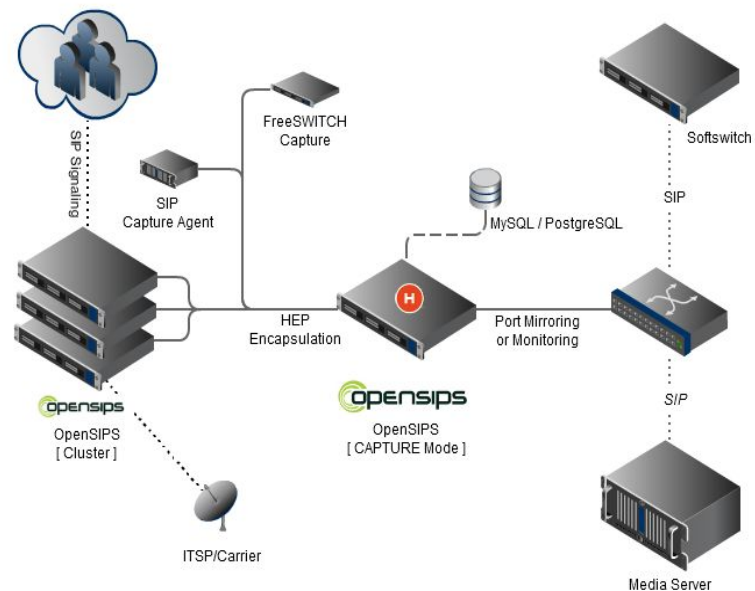 FreeSWITCH
Capture
Softswitch
SIP Signaling
SIP
Capture Agent
SIP
MySQL / PostgreSQL
H
HEP
Encapsulation
Port Mirroring
or Monitoring
SIP
opensips
OpenSIPS
[ Cluster ]
opensips
OpenSIPS
[ CAPTURE Mode ]
ITSP/Carrier
Media Server